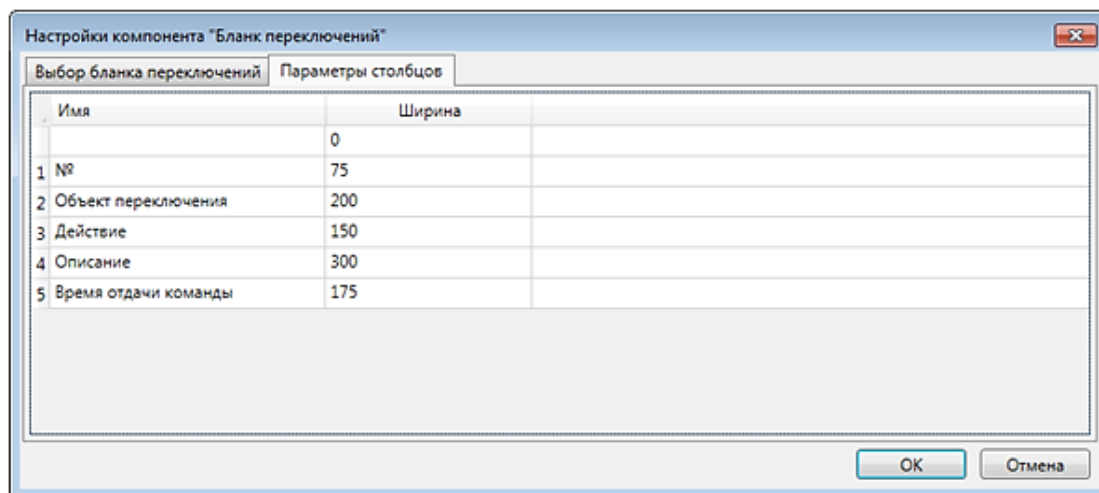 Настройки компонента "Бланк переключений"
Выбор бланка переключений Параметры столбцов
Имя Ширина
0
1 № 75
2 Объект переключения 200
3 Действие 150
4 Описание 300
5 Время отдачи команды 175
OK Отмена